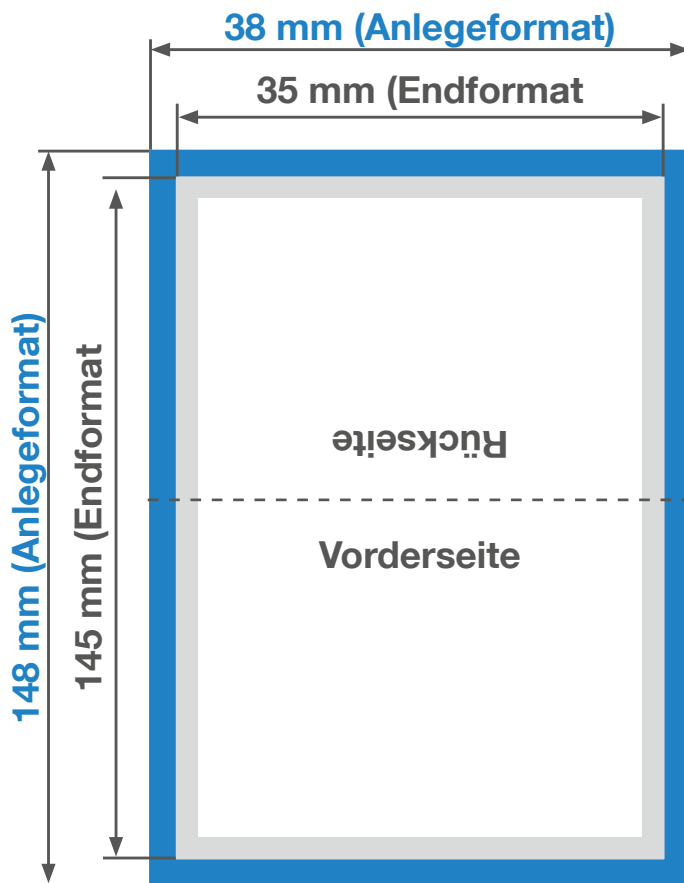 38 mm (Anlegeformat)
35 mm (Endformat
148 mm (Anlegeformat)
145 mm (Endformat
Rückseite
Vorderseite